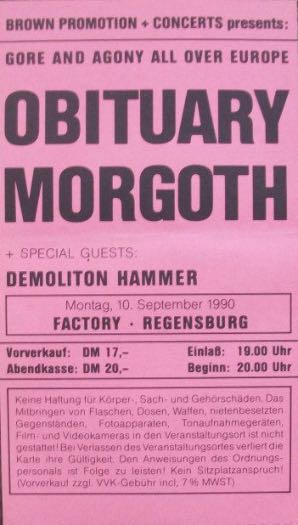 BROWN PROMOTION + CONCERTS presents:
GORE AND AGONY ALL OVER EUROPE
OBITUARY
MORGOTH
+ SPECIAL GUESTS:
DEMOLITON HAMMER
Montag, 10. September 1990
FACTORY · REGENSBURG
Vorverkauf: DM 17,– Einlaß: 19.00 Uhr
Abendkasse: DM 20,– Beginn: 20.00 Uhr
Keine Haftung für Körper-, Sach- und Gehörschäden. Das
Mitbringen von Flaschen, Dosen, Waffen, nietenbesetzten
Gegenständen, Fotoapparaten, Tonaufnahmegeräten,
Film- und Videokameras in den Veranstaltungsort ist nicht
gestattet! Bei Verlassen des Veranstaltungsortes verliert die
Karte ihre Gültigkeit. Den Anweisungen des Ordnungs-
personals ist Folge zu leisten! Kein Sitzplatzanspruch!
(Vorverkauf zzgl. VVK-Gebühr incl. 7% MWST)